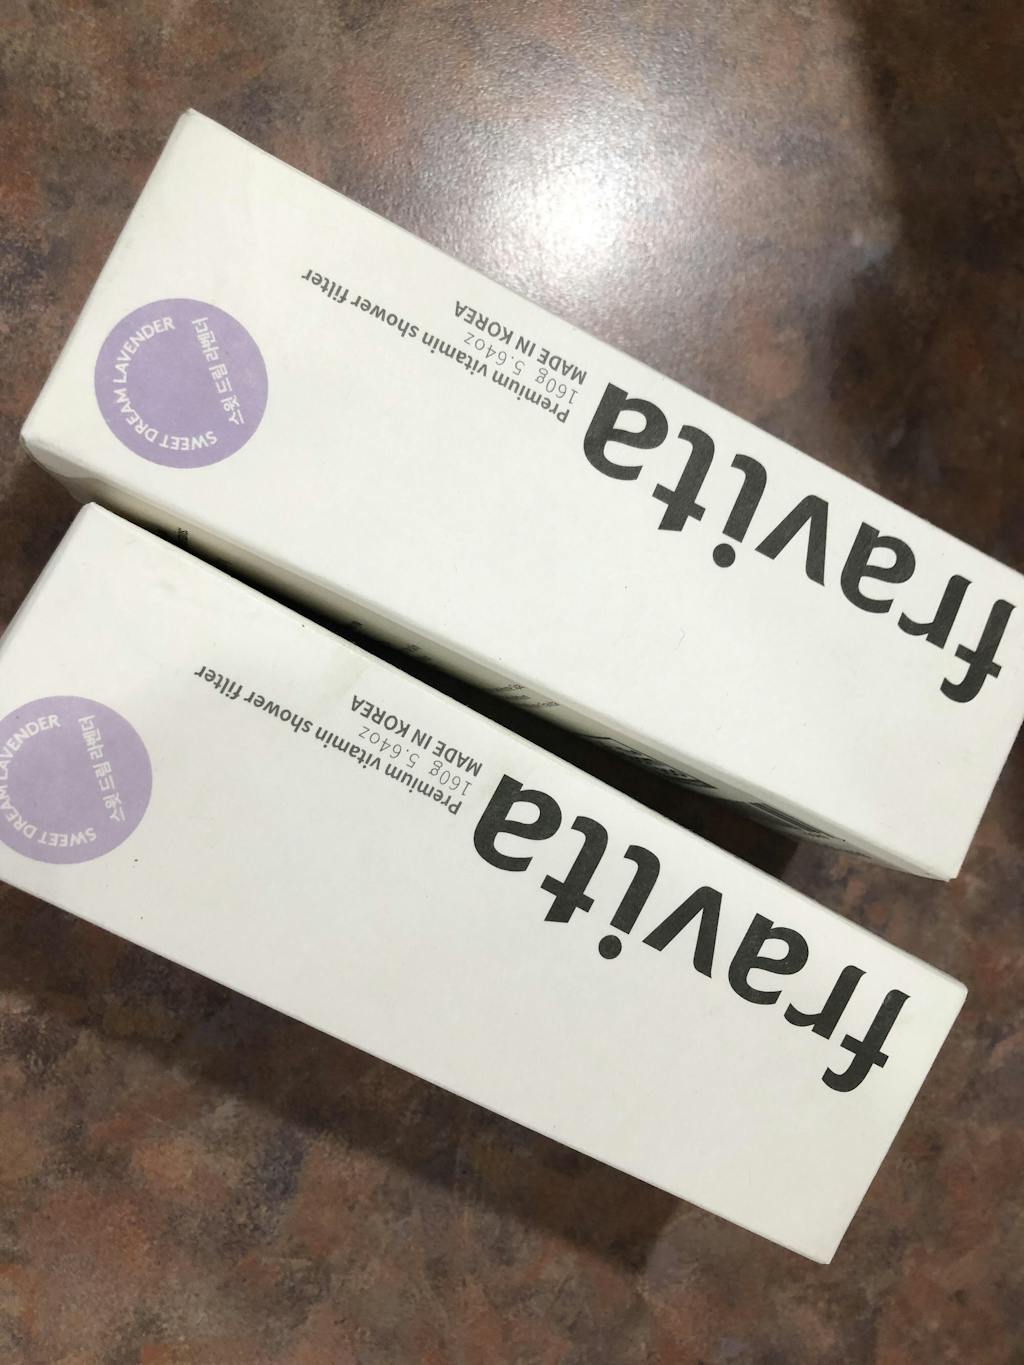 fravita
MADE IN KOREA
160g 5.64oz
Premium vitamin shower filter
SWEET DREAM LAVENDER
스윗 드림 라벤더
fravita
MADE IN KOREA
160g 5.64oz
Premium vitamin shower filter
SWEET DREAM LAVENDER
스윗 드림 라벤더